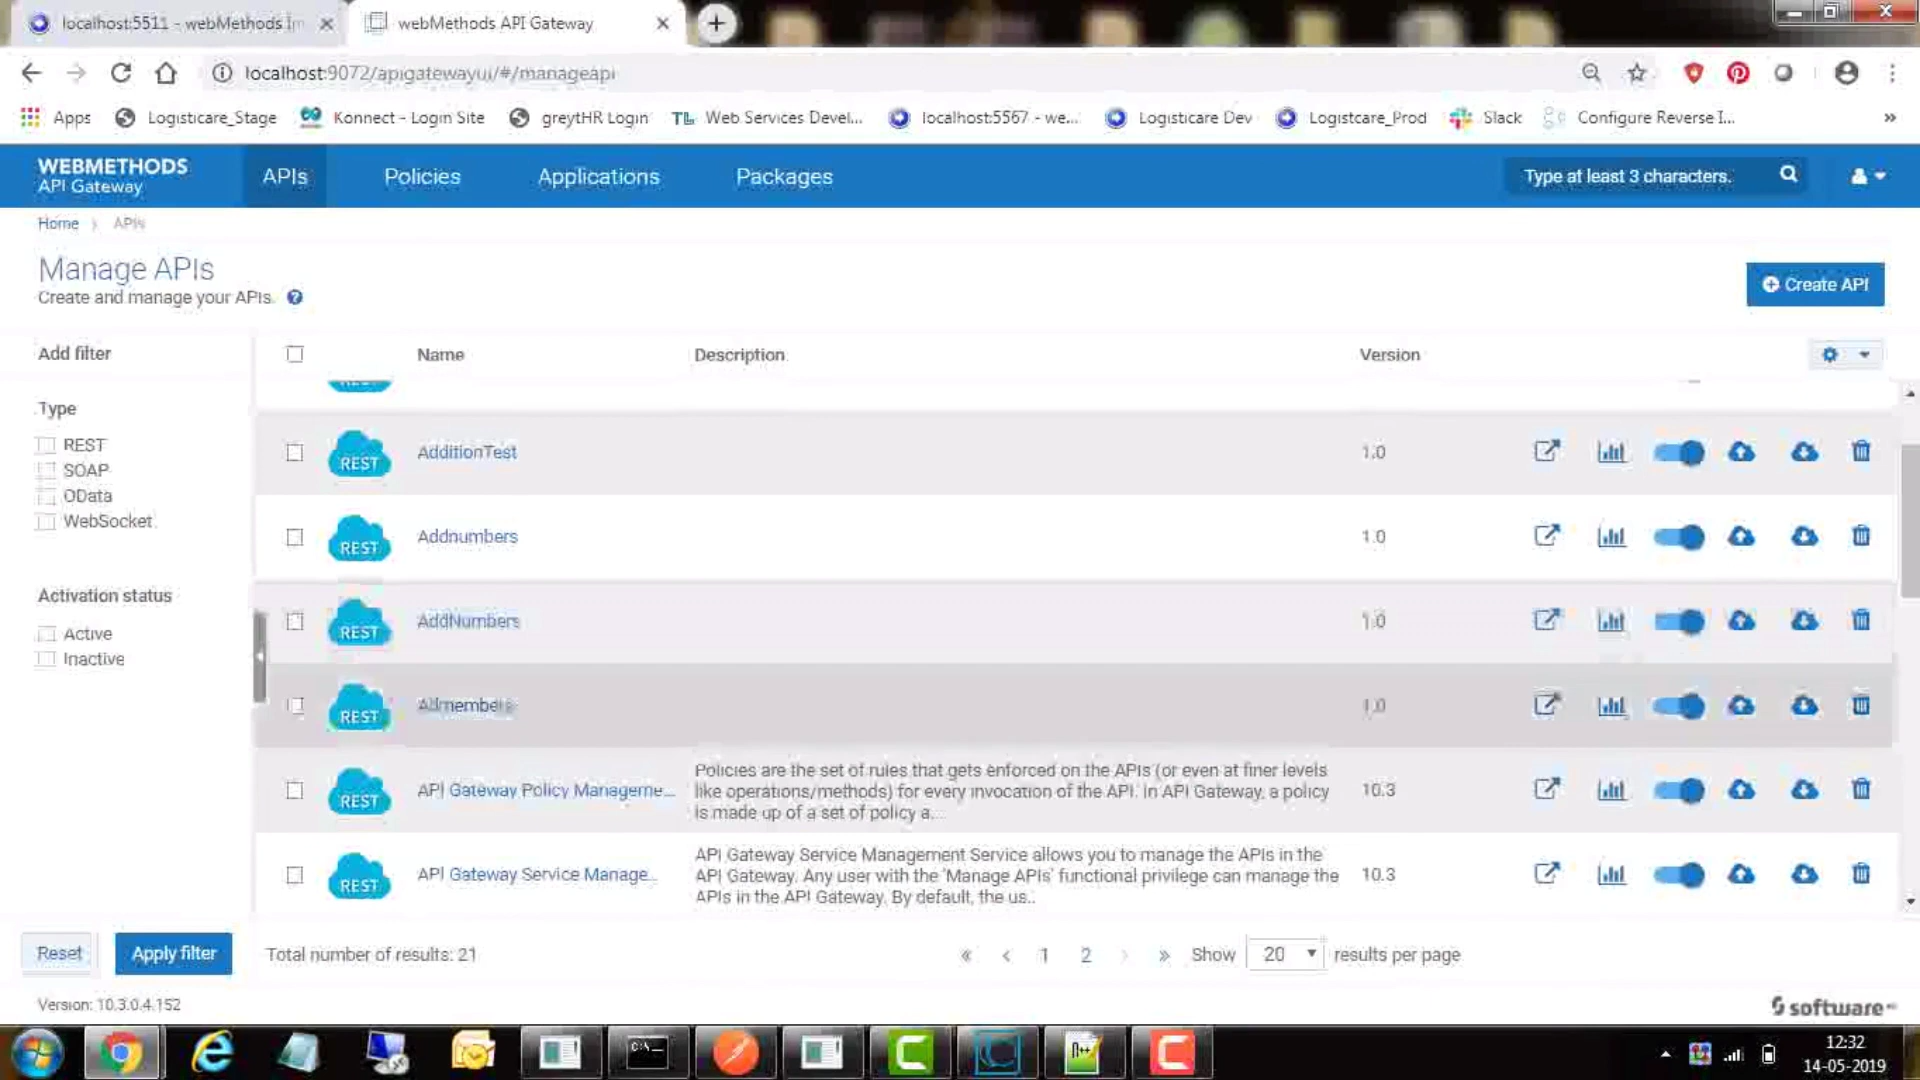 localhost:5511 - webMethods Im
webMethods API Gateway
localhost:9072/apigatewayui/#/manageapi
Apps
Logisticare_Stage
Konnect - Login Site
greytHR Login
TL Web Services Devel...
localhost:5567 - we...
Logisticare Dev
Logistcare_Prod
Slack
Configure Reverse I...
»
WEBMETHODS
API Gateway
APIs
Policies
Applications
Packages
Type at least 3 characters.
Home > APIs
Manage APIs
Create and manage your APIs.
Create API
Add filter
Name
Description
Version
Type
REST
SOAP
OData
WebSocket
Activation status
Active
Inactive
REST
REST AdditionTest 1.0
REST Addnumbers 1.0
REST AddNumbers 1.0
REST Allmembers 1.0
REST API Gateway Policy Manageme... 10.3
Policies are the set of rules that gets enforced on the APIs (or even at finer levels
like operations/methods) for every invocation of the API. In API Gateway, a policy
is made up of a set of policy a...
REST API Gateway Service Manage... 10.3
API Gateway Service Management Service allows you to manage the APIs in the
API Gateway. Any user with the 'Manage APIs' functional privilege can manage the
APIs in the API Gateway. By default, the us...
Reset
Apply filter
Total number of results: 21
« < 1 2 > » Show 20 results per page
Version: 10.3.0.4.152
software AG
C:\_
n++
12:32
14-05-2019